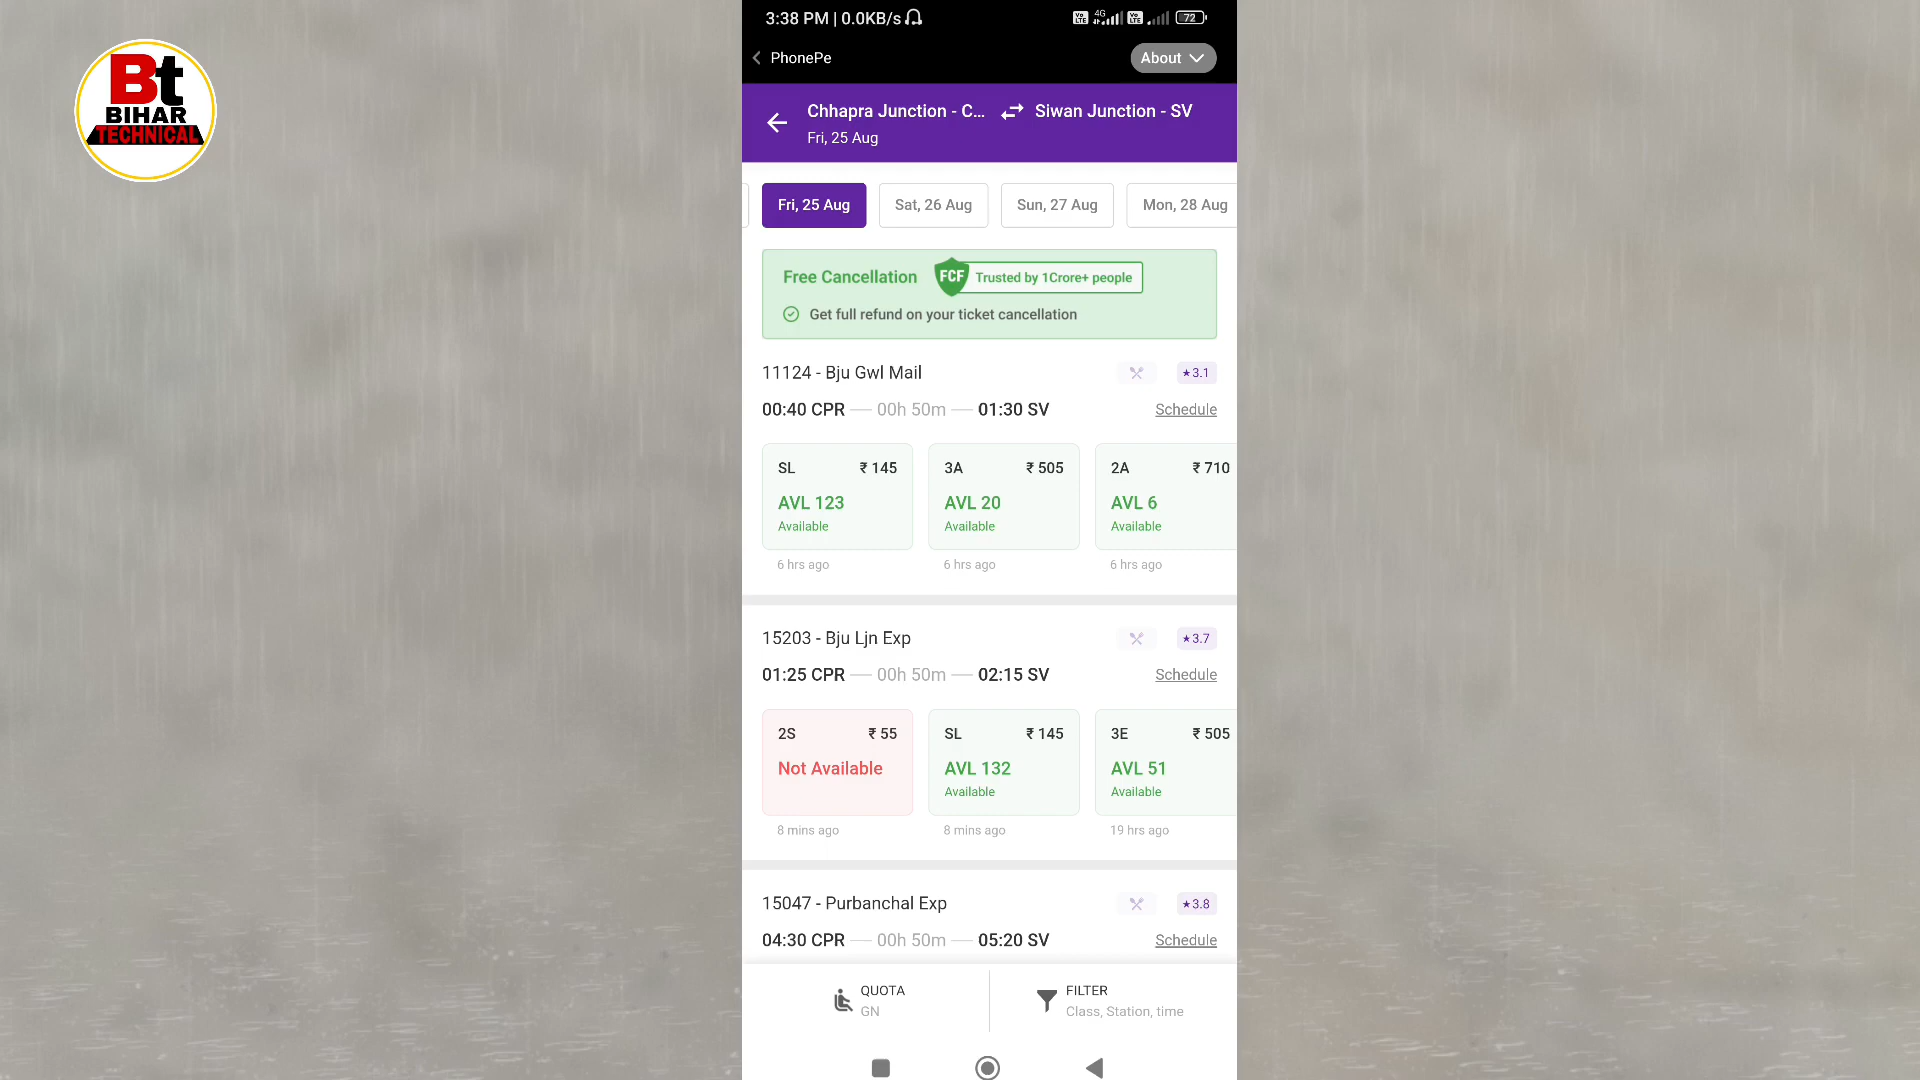 Bt
BIHAR
TECHNICAL
3:38 PM | 0.0KB/s
Vo LTE 4G Vo LTE 72
PhonePe
About
Chhapra Junction - C... Siwan Junction - SV
Fri, 25 Aug
Fri, 25 Aug Sat, 26 Aug Sun, 27 Aug Mon, 28 Aug
Free Cancellation FCF Trusted by 1Crore+ people
Get full refund on your ticket cancellation
11124 - Bju Gwl Mail ★3.1
00:40 CPR — 00h 50m — 01:30 SV Schedule
SL ₹ 145 3A ₹ 505 2A ₹ 710
AVL 123 AVL 20 AVL 6
Available Available Available
6 hrs ago 6 hrs ago 6 hrs ago
15203 - Bju Ljn Exp ★3.7
01:25 CPR — 00h 50m — 02:15 SV Schedule
2S ₹ 55 SL ₹ 145 3E ₹ 505
Not Available AVL 132 AVL 51
Available Available
8 mins ago 8 mins ago 19 hrs ago
15047 - Purbanchal Exp ★3.8
04:30 CPR — 00h 50m — 05:20 SV Schedule
QUOTA FILTER
GN Class, Station, time